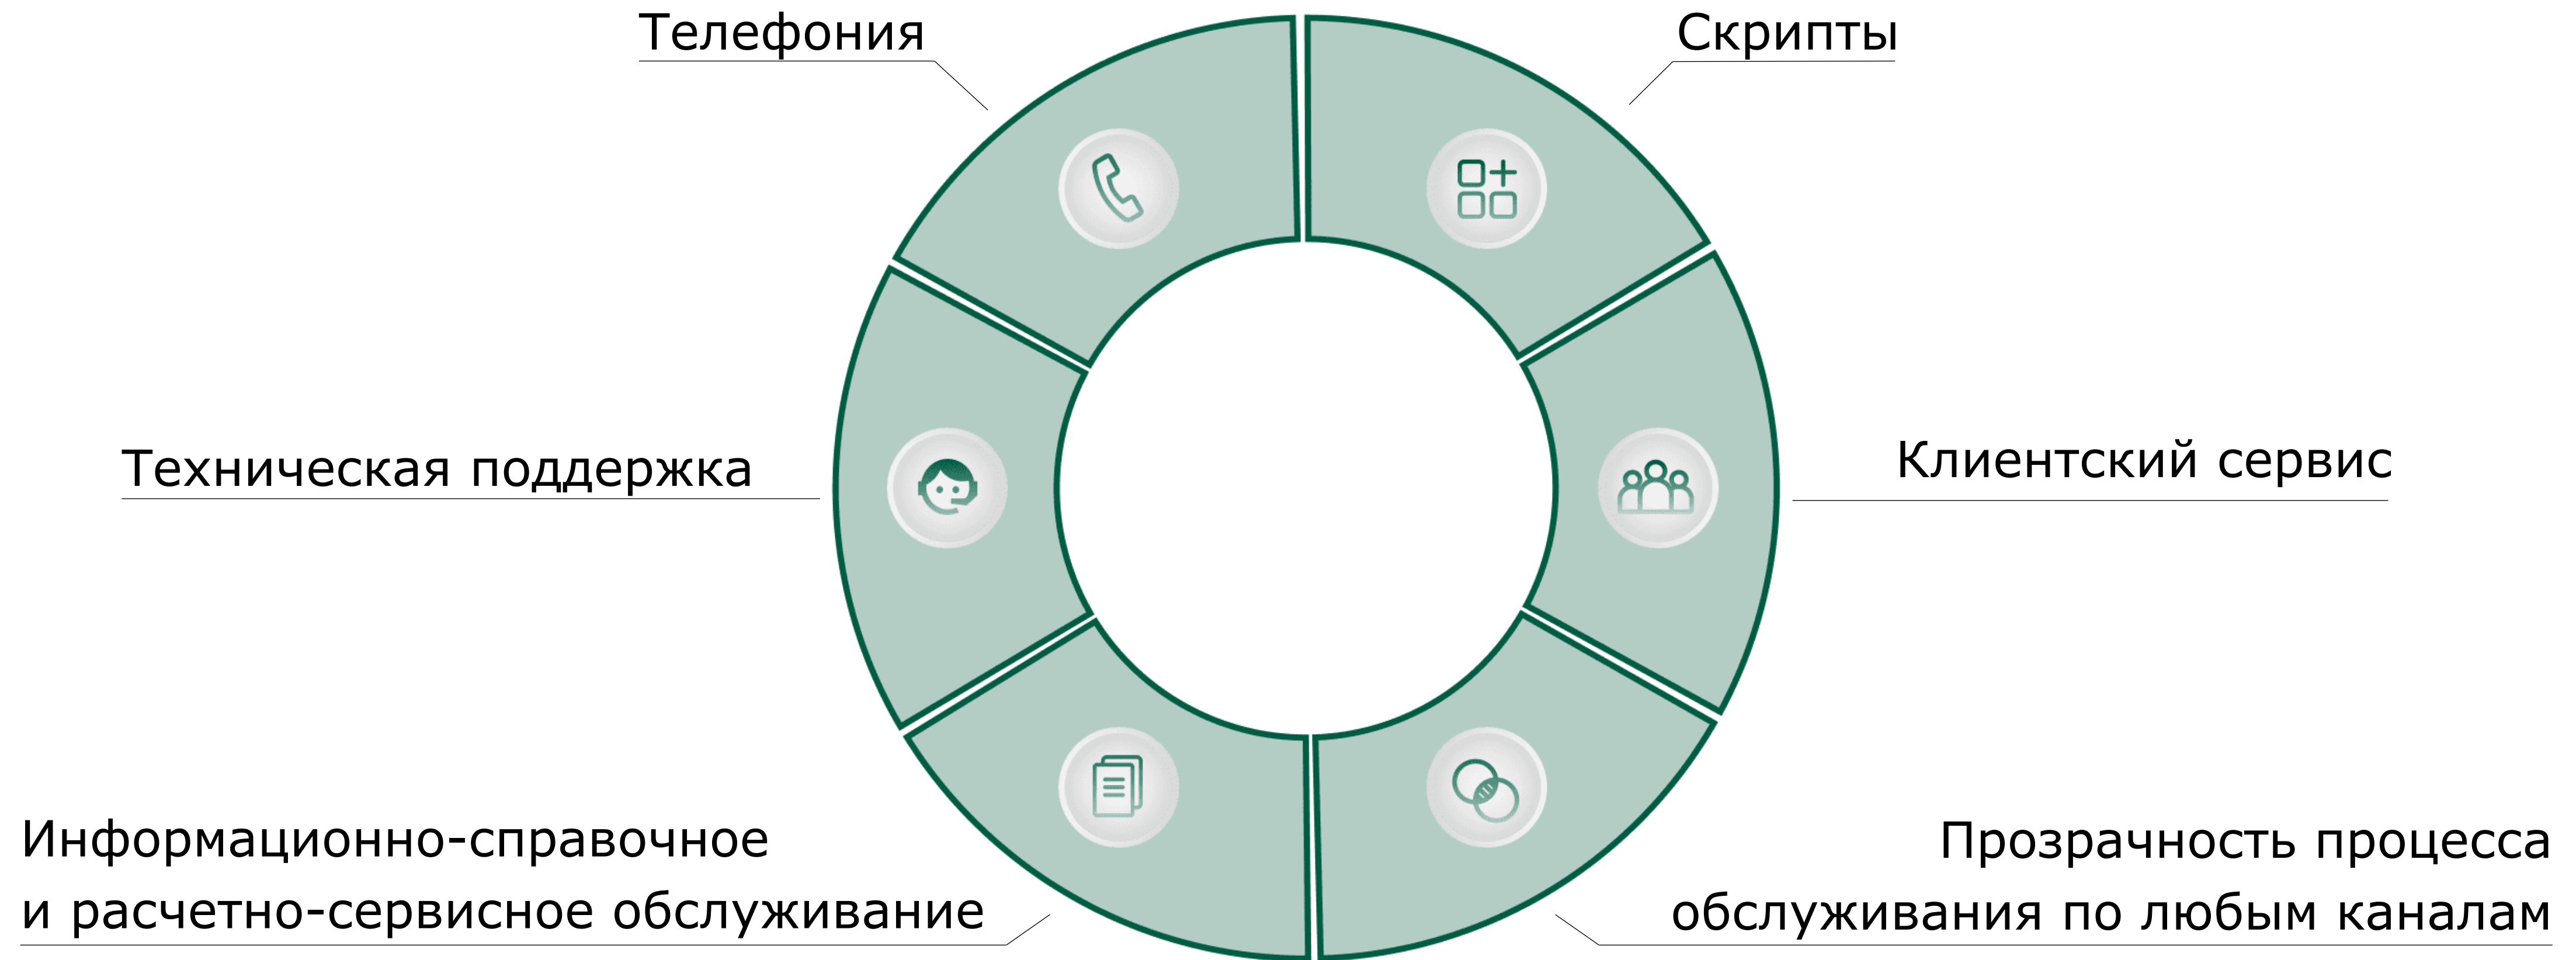 Телефония
Скрипты
Техническая поддержка
Клиентский сервис
Информационно-справочное
и расчетно-сервисное обслуживание
Прозрачность процесса
обслуживания по любым каналам